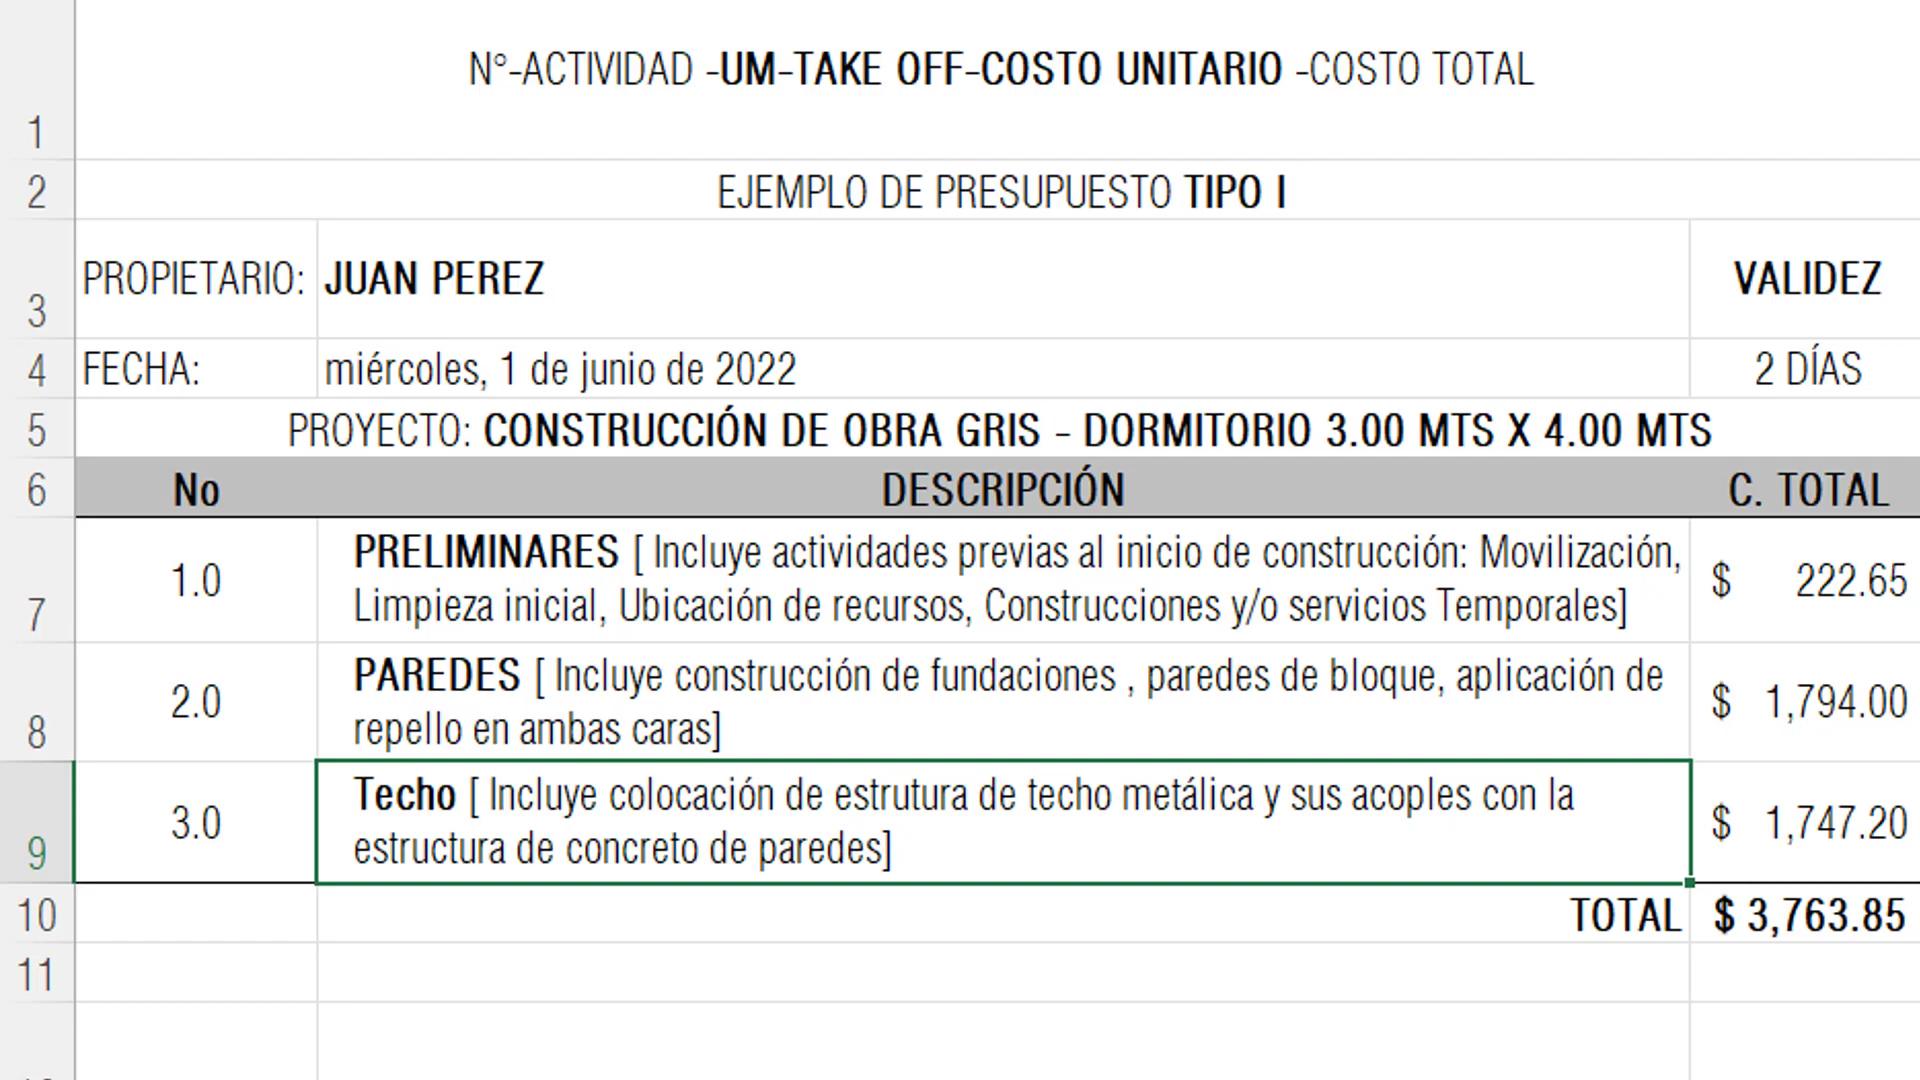 N°-ACTIVIDAD -UM-TAKE OFF-COSTO UNITARIO -COSTO TOTAL
1
2 EJEMPLO DE PRESUPUESTO TIPO I
3 PROPIETARIO: JUAN PEREZ VALIDEZ
4 FECHA: miércoles, 1 de junio de 2022 2 DÍAS
5 PROYECTO: CONSTRUCCIÓN DE OBRA GRIS - DORMITORIO 3.00 MTS X 4.00 MTS
6 No DESCRIPCIÓN C. TOTAL
7 1.0 PRELIMINARES [ Incluye actividades previas al inicio de construcción: Movilización, $ 222.65
Limpieza inicial, Ubicación de recursos, Construcciones y/o servicios Temporales]
8 2.0 PAREDES [ Incluye construcción de fundaciones , paredes de bloque, aplicación de $ 1,794.00
repello en ambas caras]
9 3.0 Techo [ Incluye colocación de estrutura de techo metálica y sus acoples con la $ 1,747.20
estructura de concreto de paredes]
10 TOTAL $ 3,763.85
11